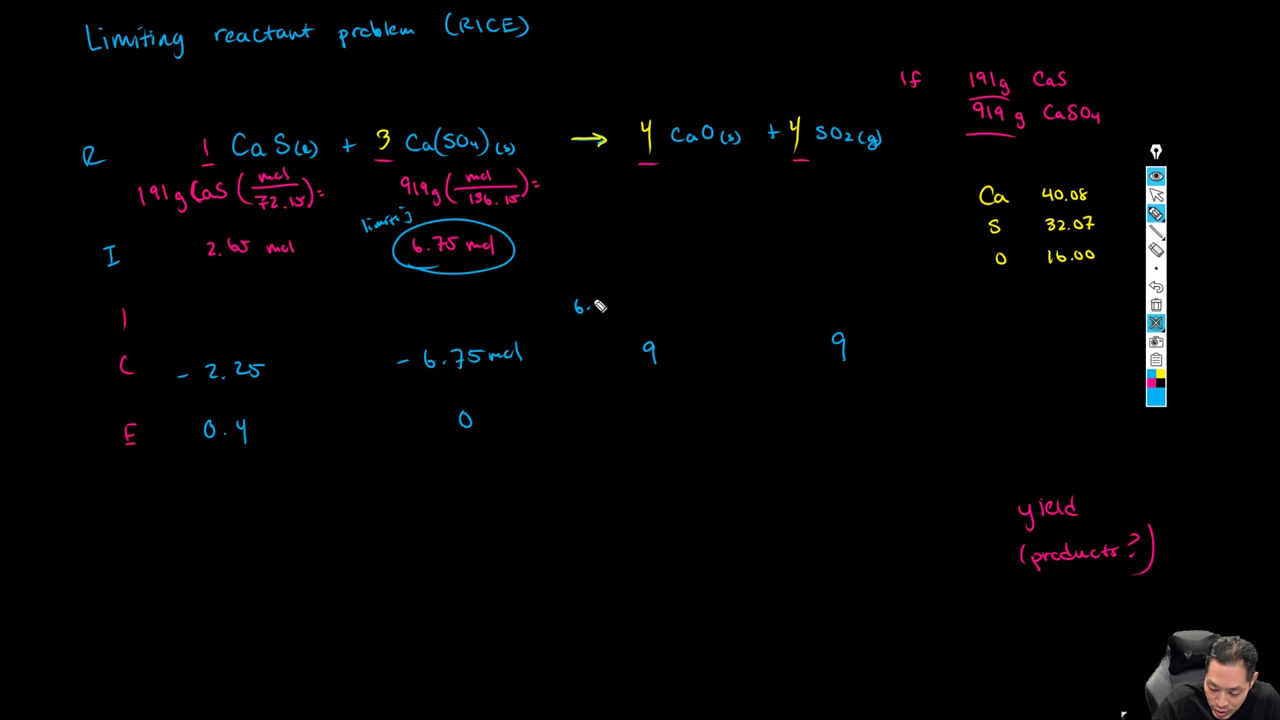 Limiting reactant problem (RICE)
If 191g CaS
919 g CaSO4
R 1 CaS(s) + 3 Ca(SO4)(s) → 4 CaO(s) + 4 SO2(g)
191g CaS (mol/72.15)= 919g (mol/136.15)=
Ca 40.08
S 32.07
O 16.00
limiting
I 2.65 mol 6.75 mol
6.
I
C - 2.25 - 6.75 mol 9 9
E 0.4 0
yield
(products?)